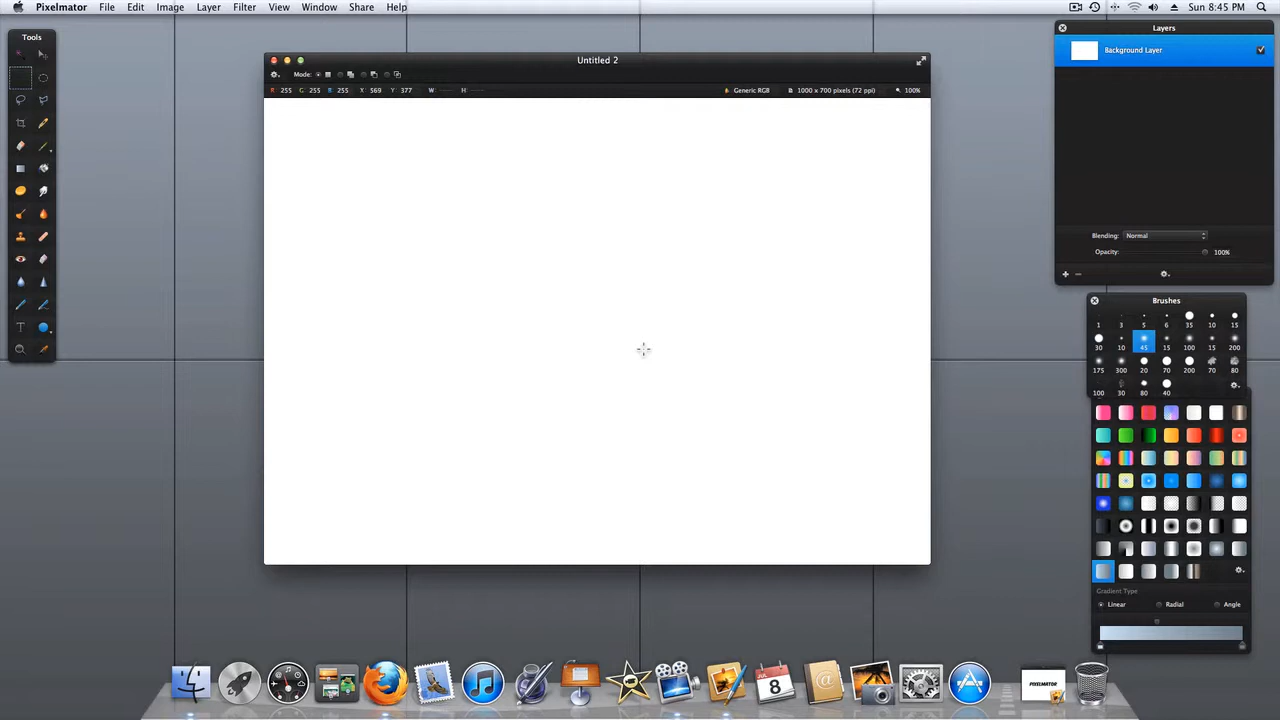 Pixelmator File Edit Image Layer Filter View Window Share Help Sun 8:45 PM
Tools
Untitled 2
Mode:
R: 255 G: 255 B: 255 X: 569 Y: 377 W: H: Generic RGB 1000 x 700 pixels (72 ppi) 100%
T
Layers
Background Layer
Blending: Normal
Opacity: 100%
Brushes
1 3 5 6 35 10 15
30 10 45 15 100 15 200
175 300 20 70 200 70 80
100 30 80 40
Gradient Type
Linear Radial Angle
JUL
8
PIXELMATOR